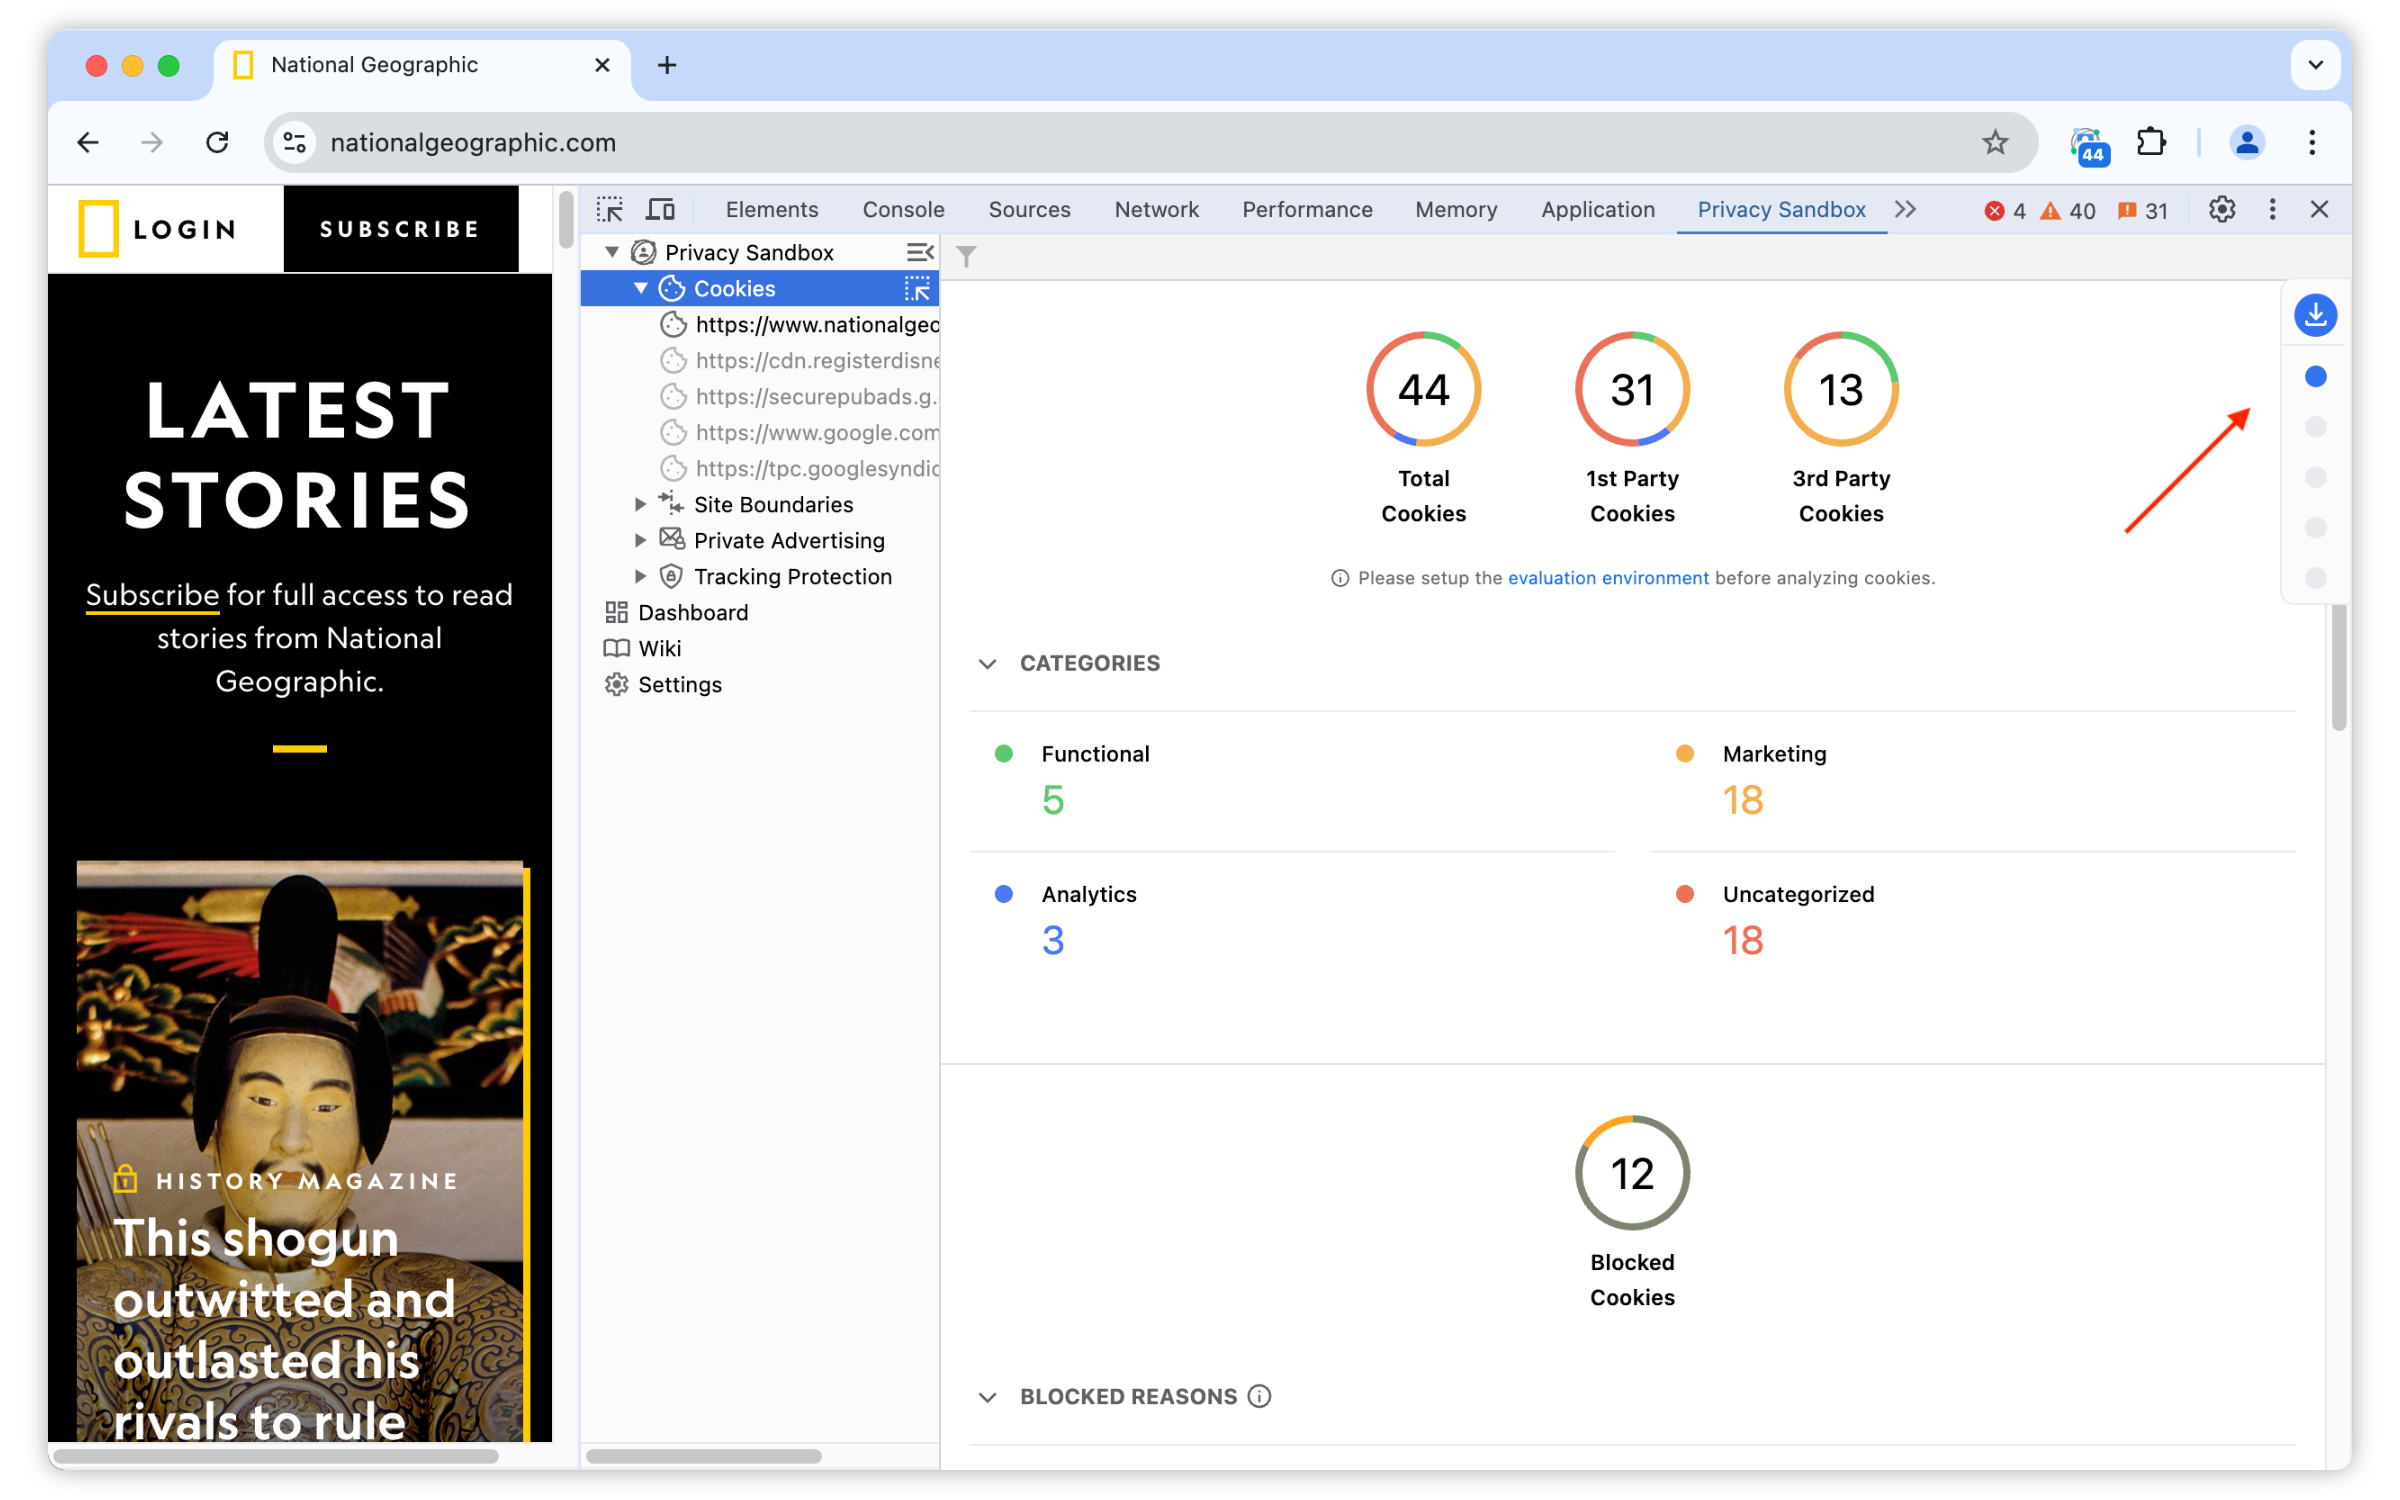 National Geographic
nationalgeographic.com
44
LOGIN
SUBSCRIBE
LATEST
STORIES
Subscribe for full access to read
stories from National
Geographic.
HISTORY MAGAZINE
This shogun
outwitted and
outlasted his
rivals to rule
Elements Console Sources Network Performance Memory Application Privacy Sandbox 4 40 31
Privacy Sandbox
Cookies
https://www.nationalgeo
https://cdn.registerdisne
https://securepubads.g.
https://www.google.com
https://tpc.googlesyndic
Site Boundaries
Private Advertising
Tracking Protection
Dashboard
Wiki
Settings
44
Total
Cookies
31
1st Party
Cookies
13
3rd Party
Cookies
Please setup the evaluation environment before analyzing cookies.
CATEGORIES
Functional
5
Marketing
18
Analytics
3
Uncategorized
18
12
Blocked
Cookies
BLOCKED REASONS